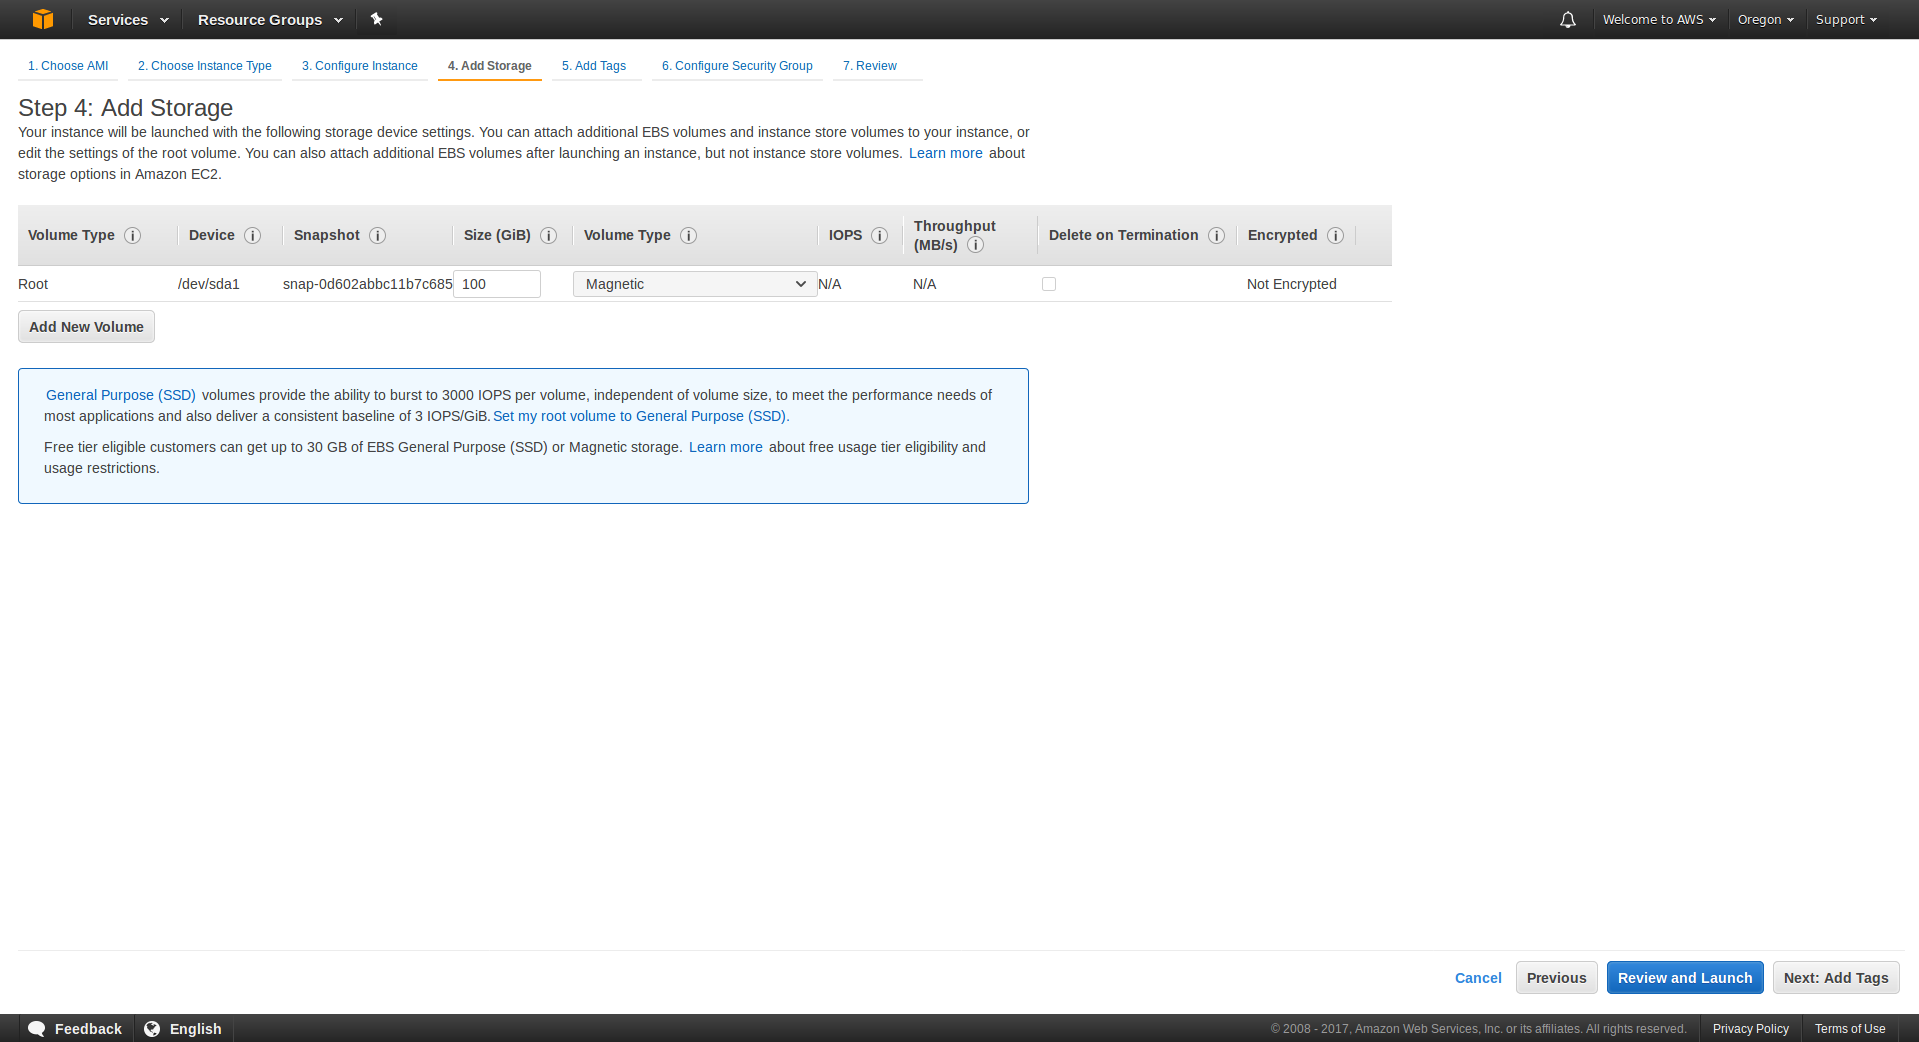 Services Resource Groups Welcome to AWS Oregon Support
1. Choose AMI 2. Choose Instance Type 3. Configure Instance 4. Add Storage 5. Add Tags 6. Configure Security Group 7. Review
Step 4: Add Storage
Your instance will be launched with the following storage device settings. You can attach additional EBS volumes and instance store volumes to your instance, or
edit the settings of the root volume. You can also attach additional EBS volumes after launching an instance, but not instance store volumes. Learn more about
storage options in Amazon EC2.
Volume Type Device Snapshot Size (GiB) Volume Type IOPS Throughput (MB/s) Delete on Termination Encrypted
Root /dev/sda1 snap-0d602abbc11b7c685 100 Magnetic N/A N/A Not Encrypted
Add New Volume
General Purpose (SSD) volumes provide the ability to burst to 3000 IOPS per volume, independent of volume size, to meet the performance needs of
most applications and also deliver a consistent baseline of 3 IOPS/GiB. Set my root volume to General Purpose (SSD).
Free tier eligible customers can get up to 30 GB of EBS General Purpose (SSD) or Magnetic storage. Learn more about free usage tier eligibility and
usage restrictions.
Cancel Previous Review and Launch Next: Add Tags
Feedback English © 2008 - 2017, Amazon Web Services, Inc. or its affiliates. All rights reserved. Privacy Policy Terms of Use